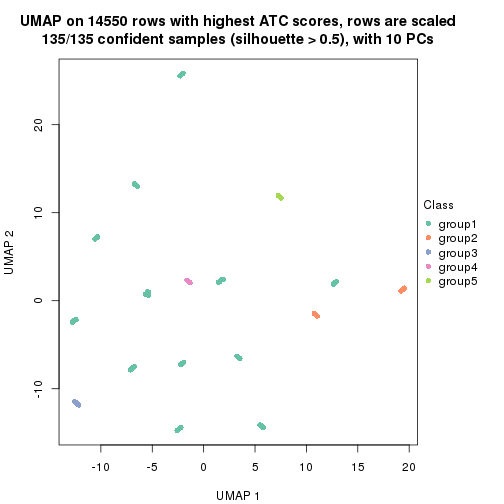 UMAP on 14550 rows with highest ATC scores, rows are scaled
135/135 confident samples (silhouette > 0.5), with 10 PCs
20
10
0
-10
UMAP 2
-10
-5
0
5
10
15
20
UMAP 1
Class
group1
group2
group3
group4
group5